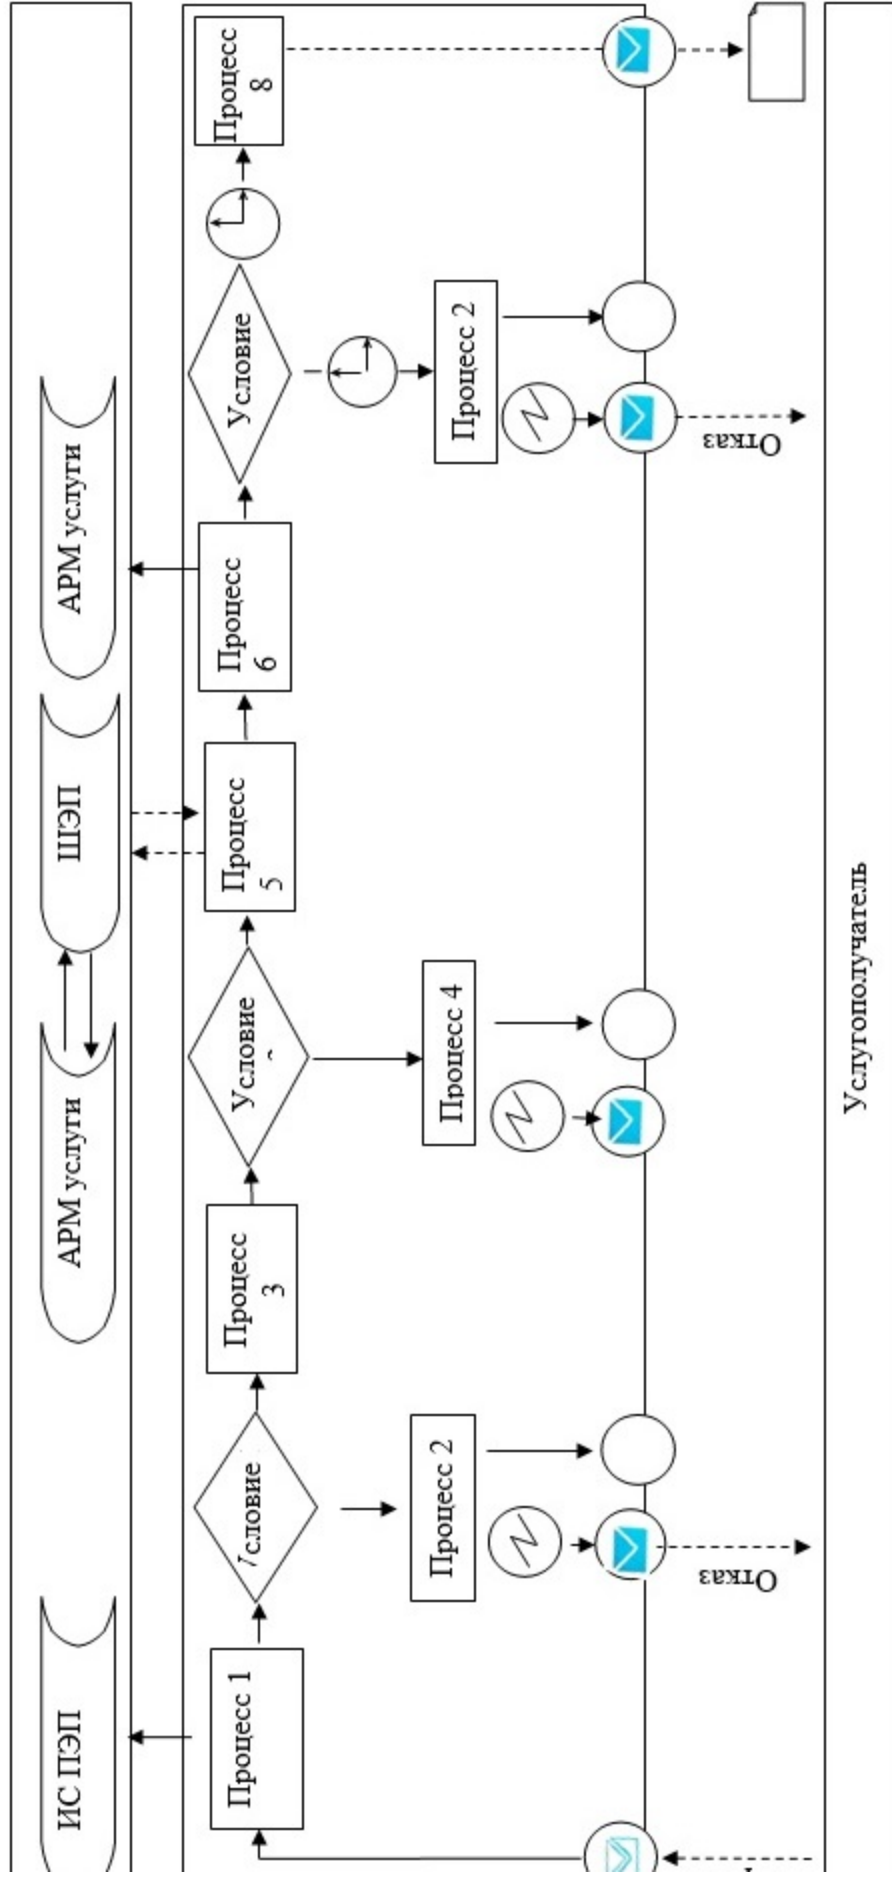 ИС ПЭП
АРМ услуги
ШЭП
АРМ услуги
Процесс 1
Условие
Процесс
3
Условие
Процесс
5
Процесс
6
Условие
Процесс
8
Процесс 2
Процесс 4
Процесс 2
Отказ
Отказ
Услугополучатель